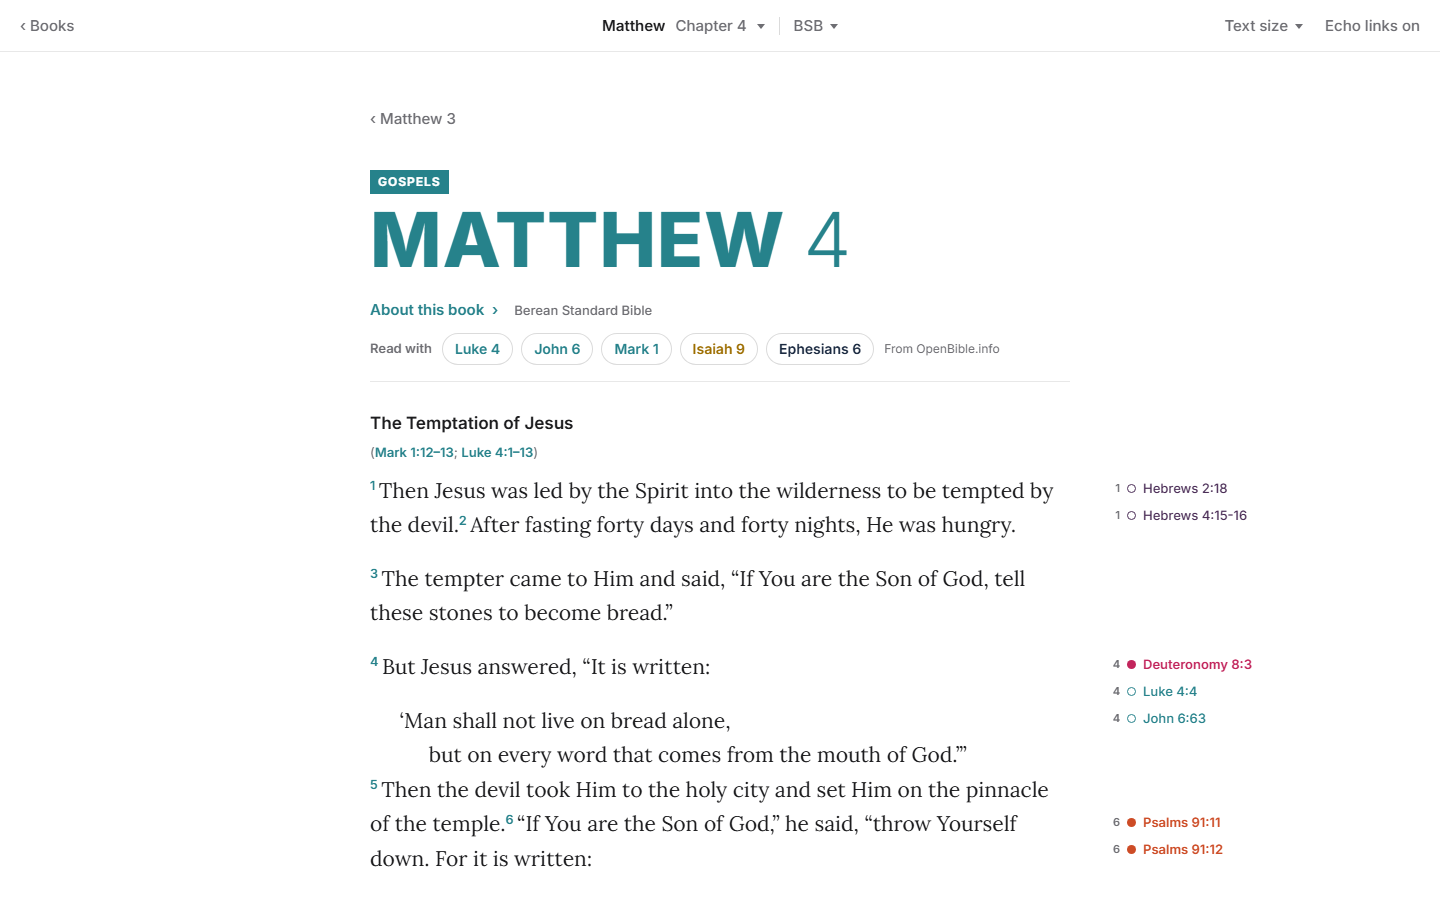 ‹ Books
Matthew Chapter 4 BSB
Text size Echo links on
‹ Matthew 3
GOSPELS
MATTHEW 4
About this book › Berean Standard Bible
Read with Luke 4 John 6 Mark 1 Isaiah 9 Ephesians 6 From OpenBible.info
The Temptation of Jesus
(Mark 1:12–13; Luke 4:1–13)
1 Then Jesus was led by the Spirit into the wilderness to be tempted by
the devil.2 After fasting forty days and forty nights, He was hungry.
1 Hebrews 2:18
1 Hebrews 4:15-16
3 The tempter came to Him and said, “If You are the Son of God, tell
these stones to become bread.”
4 But Jesus answered, “It is written:
‘Man shall not live on bread alone,
but on every word that comes from the mouth of God.’”
4 Deuteronomy 8:3
4 Luke 4:4
4 John 6:63
5 Then the devil took Him to the holy city and set Him on the pinnacle
of the temple.6 “If You are the Son of God,” he said, “throw Yourself
down. For it is written:
6 Psalms 91:11
6 Psalms 91:12